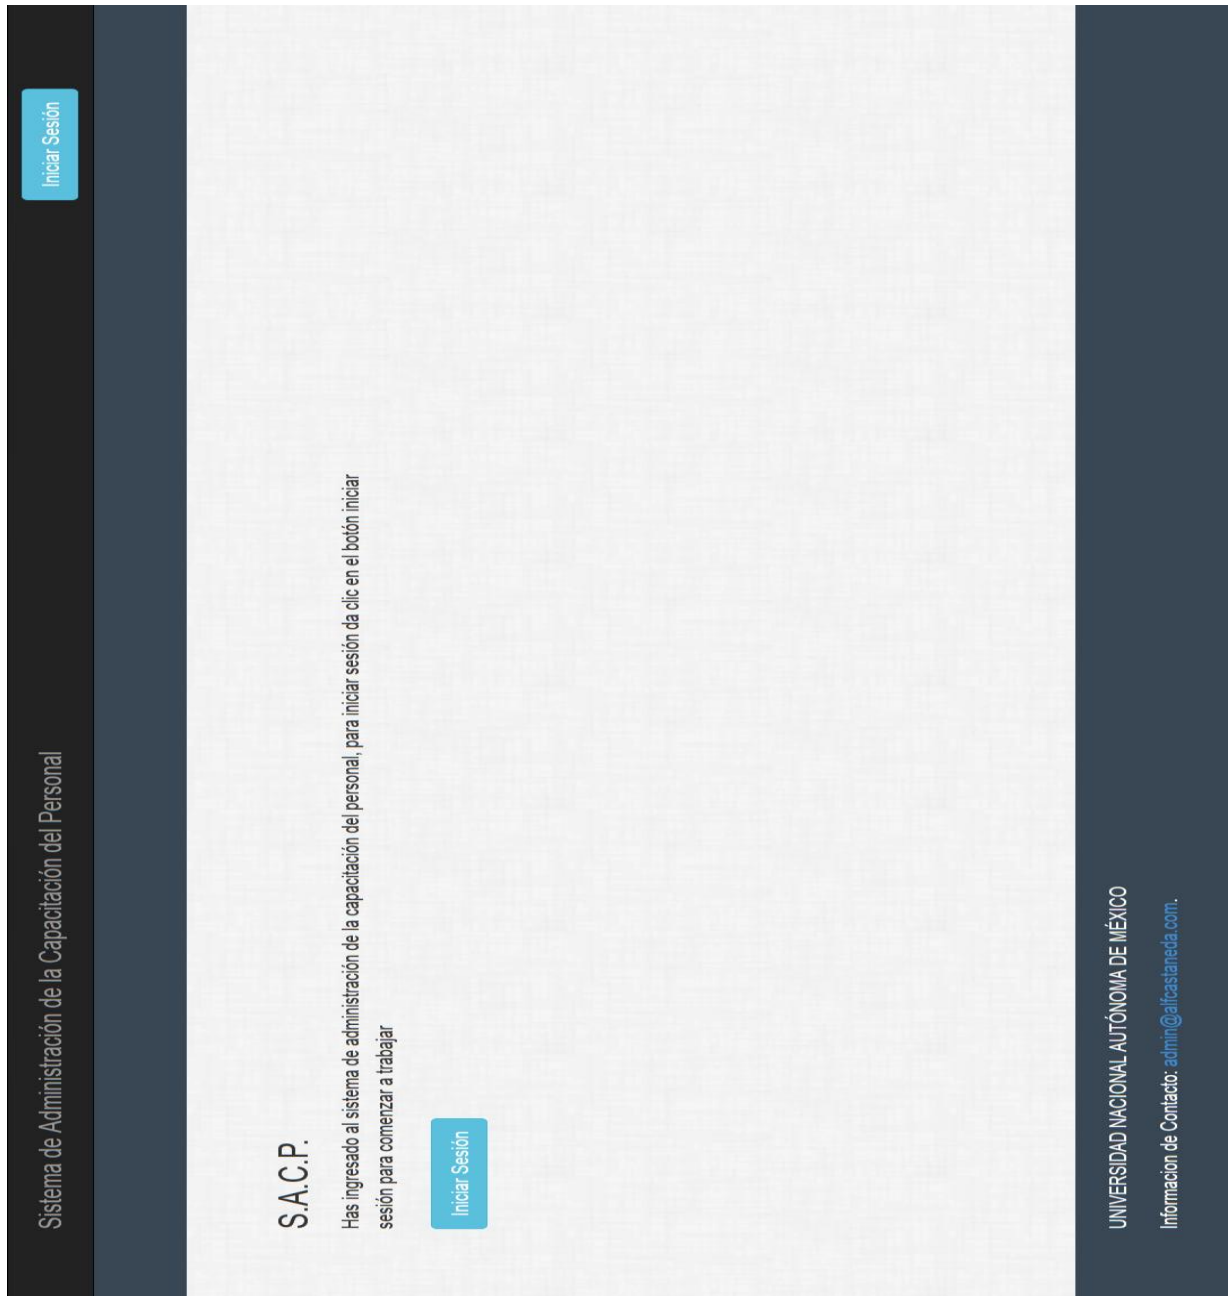 Sistema de Administración de la Capacitación del Personal
Iniciar Sesión
S.A.C.P.
Has ingresado al sistema de administración de la capacitación del personal, para iniciar sesión da clic en el botón iniciar
sesión para comenzar a trabajar
Iniciar Sesión
UNIVERSIDAD NACIONAL AUTÓNOMA DE MÉXICO
Informacion de Contacto: admin@alfcastaneda.com.